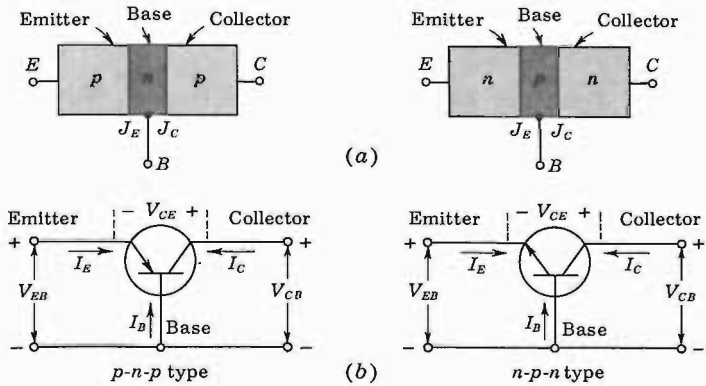 Emitter Base Collector
E p n p C
J_E J_C
B
Emitter Base Collector
E n p n C
J_E J_C
B
(a)
Emitter - V_CE + Collector
+ I_E I_C +
V_EB V_CB
I_B Base
- -
p-n-p type
Emitter - V_CE + Collector
+ I_E I_C +
V_EB V_CB
I_B Base
- -
n-p-n type
(b)